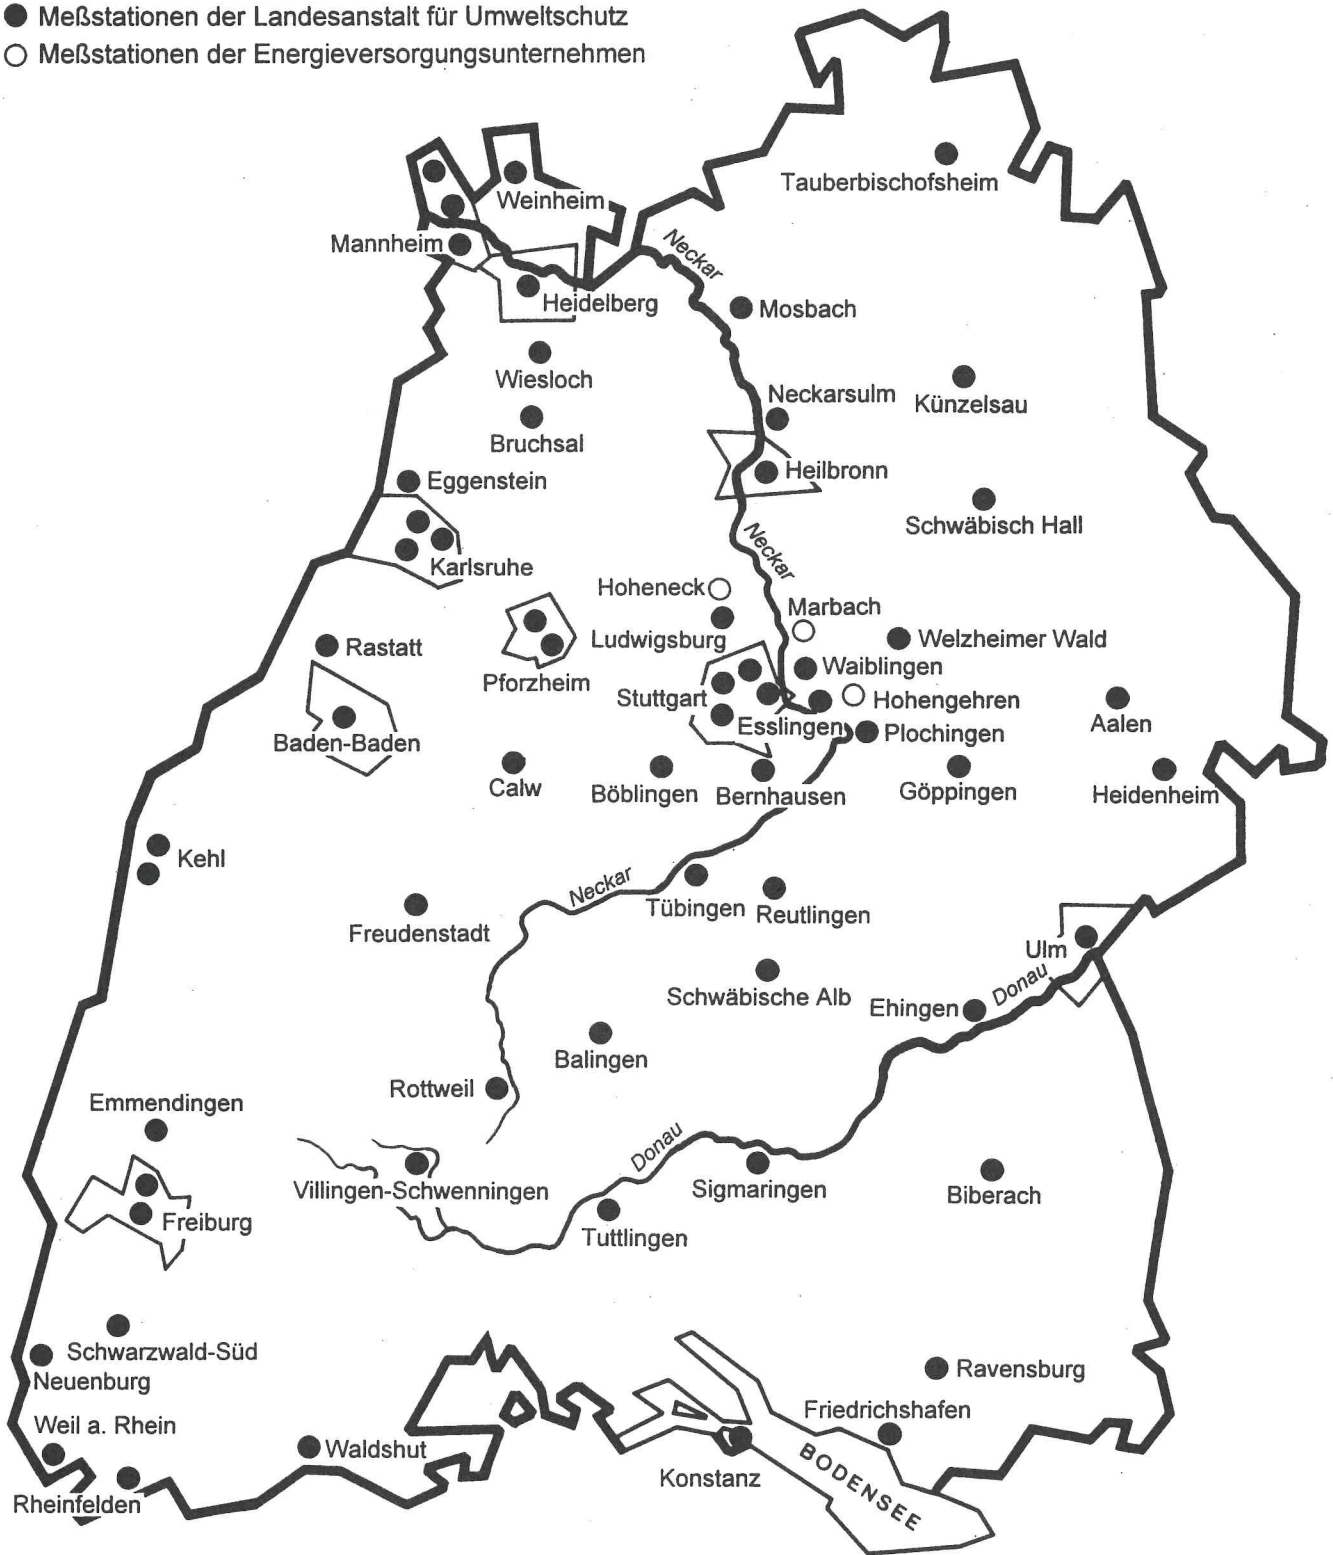 Meßstationen der Landesanstalt für Umweltschutz
Meßstationen der Energieversorgungsunternehmen
Tauberbischofsheim
Weinheim
Mannheim
Neckar
Heidelberg
Mosbach
Wiesloch
Neckarsulm
Künzelsau
Bruchsal
Heilbronn
Eggenstein
Schwäbisch Hall
Neckar
Karlsruhe
Hoheneck
Marbach
Ludwigsburg
Welzheimer Wald
Rastatt
Waiblingen
Pforzheim
Stuttgart
Hohengehren
Esslingen
Aalen
Plochingen
Baden-Baden
Calw
Böblingen
Bernhausen
Göppingen
Heidenheim
Kehl
Neckar
Tübingen
Reutlingen
Freudenstadt
Ulm
Donau
Schwäbische Alb
Ehingen
Balingen
Rottweil
Emmendingen
Donau
Villingen-Schwenningen
Sigmaringen
Biberach
Freiburg
Tuttlingen
Schwarzwald-Süd
Neuenburg
Ravensburg
Friedrichshafen
Weil a. Rhein
Waldshut
Konstanz
BODENSEE
Rheinfelden